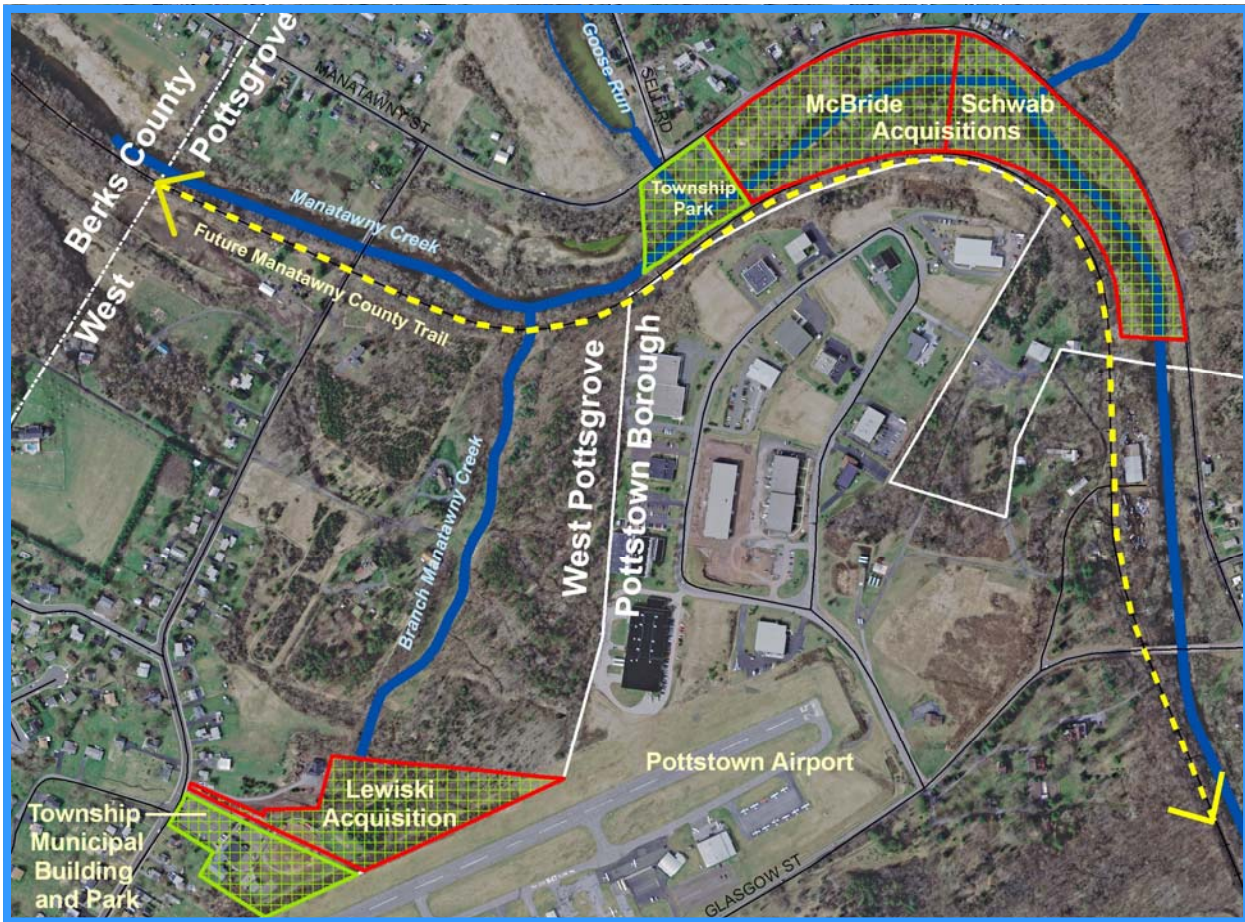 Berks County
West Pottsgrove
MANATAWNY ST
Goose Run
SELL RD
McBride
Schwab
Acquisitions
Township
Park
Manatawny Creek
Future Manatawny County Trail
Branch Manatawny Creek
West Pottsgrove
Pottstown Borough
Pottstown Airport
Lewiski
Acquisition
Township
Municipal
Building
and Park
GLASGOW ST